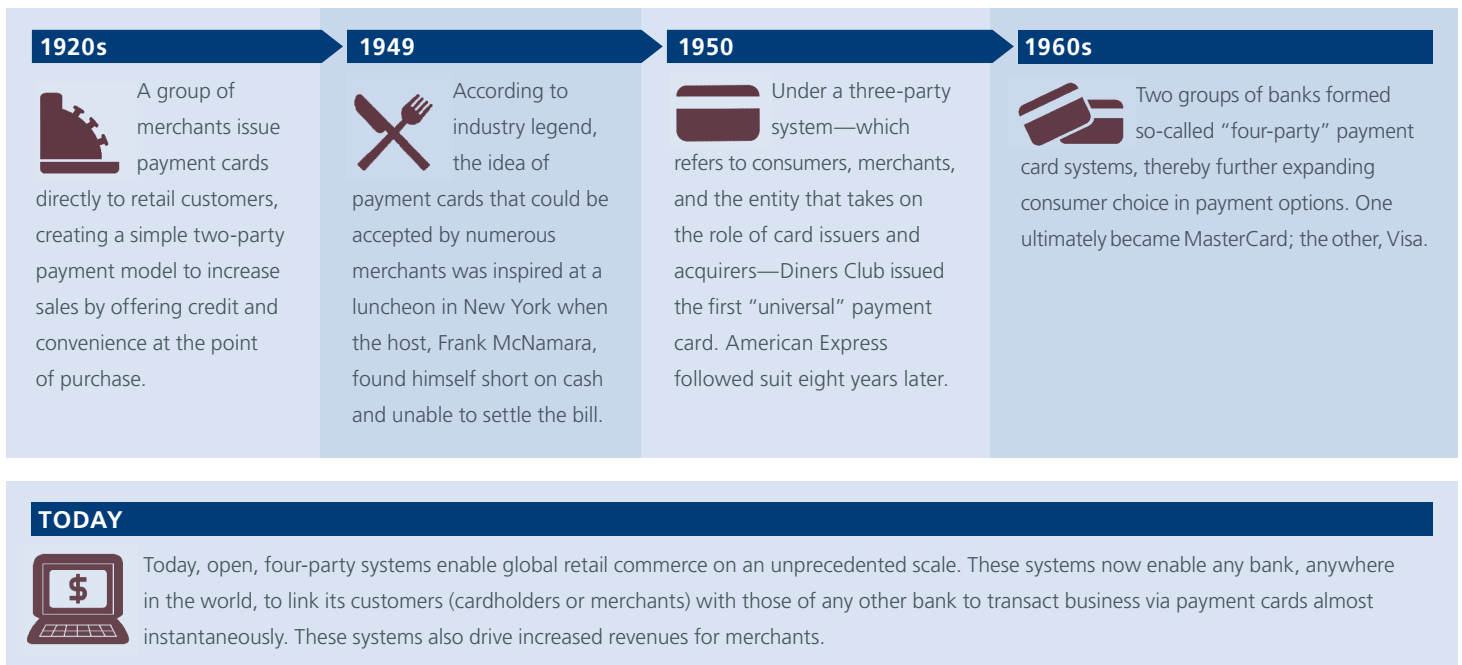 1920s
A group of
merchants issue
payment cards
directly to retail customers,
creating a simple two-party
payment model to increase
sales by offering credit and
convenience at the point
of purchase.
1949
According to
industry legend,
the idea of
payment cards that could be
accepted by numerous
merchants was inspired at a
luncheon in New York when
the host, Frank McNamara,
found himself short on cash
and unable to settle the bill.
1950
Under a three-party
system—which
refers to consumers, merchants,
and the entity that takes on
the role of card issuers and
acquirers—Diners Club issued
the first “universal” payment
card. American Express
followed suit eight years later.
1960s
Two groups of banks formed
so-called “four-party” payment
card systems, thereby further expanding
consumer choice in payment options. One
ultimately became MasterCard; the other, Visa.
TODAY
$
Today, open, four-party systems enable global retail commerce on an unprecedented scale. These systems now enable any bank, anywhere
in the world, to link its customers (cardholders or merchants) with those of any other bank to transact business via payment cards almost
instantaneously. These systems also drive increased revenues for merchants.